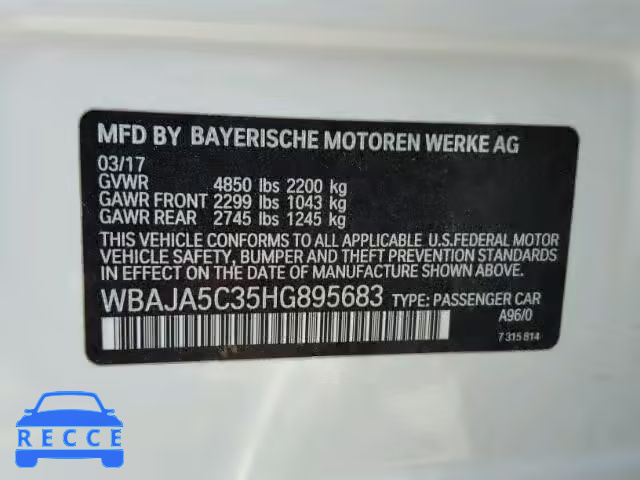 MFD BY BAYERISCHE MOTOREN WERKE AG
03/17
GVWR 4850 lbs 2200 kg
GAWR FRONT 2299 lbs 1043 kg
GAWR REAR 2745 lbs 1245 kg
THIS VEHICLE CONFORMS TO ALL APPLICABLE U.S.FEDERAL MOTOR
VEHICLE SAFETY, BUMPER AND THEFT PREVENTION STANDARDS
IN EFFECT ON THE DATE OF MANUFACTURE SHOWN ABOVE.
WBAJA5C35HG895683 TYPE: PASSENGER CAR
A96/0
7 315 814
RECCE